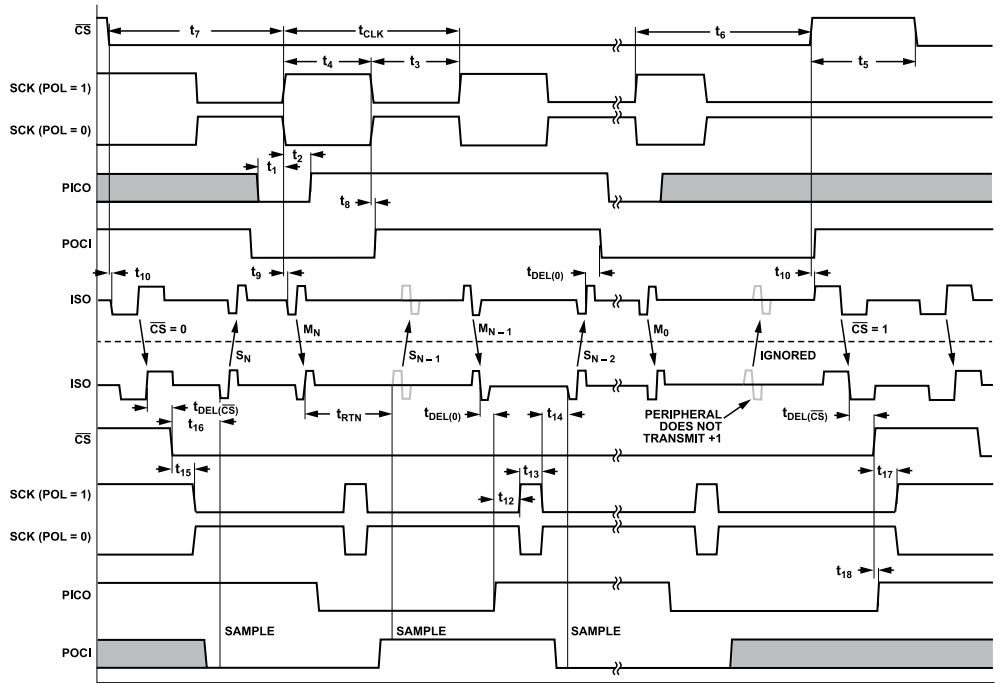 CS
t7
tCLK
t6
t4
t3
t5
SCK (POL = 1)
SCK (POL = 0)
t1
t2
PICO
t8
POCI
t10
t9
tDEL(0)
t10
ISO
CS = 0
MN
MN – 1
M0
CS = 1
SN
SN – 1
SN – 2
IGNORED
ISO
tDEL(CS)
tRTN
tDEL(0)
t14
PERIPHERAL
DOES NOT
TRANSMIT +1
tDEL(CS)
t16
CS
t15
t13
t17
SCK (POL = 1)
t12
SCK (POL = 0)
t18
PICO
SAMPLE
SAMPLE
SAMPLE
POCI